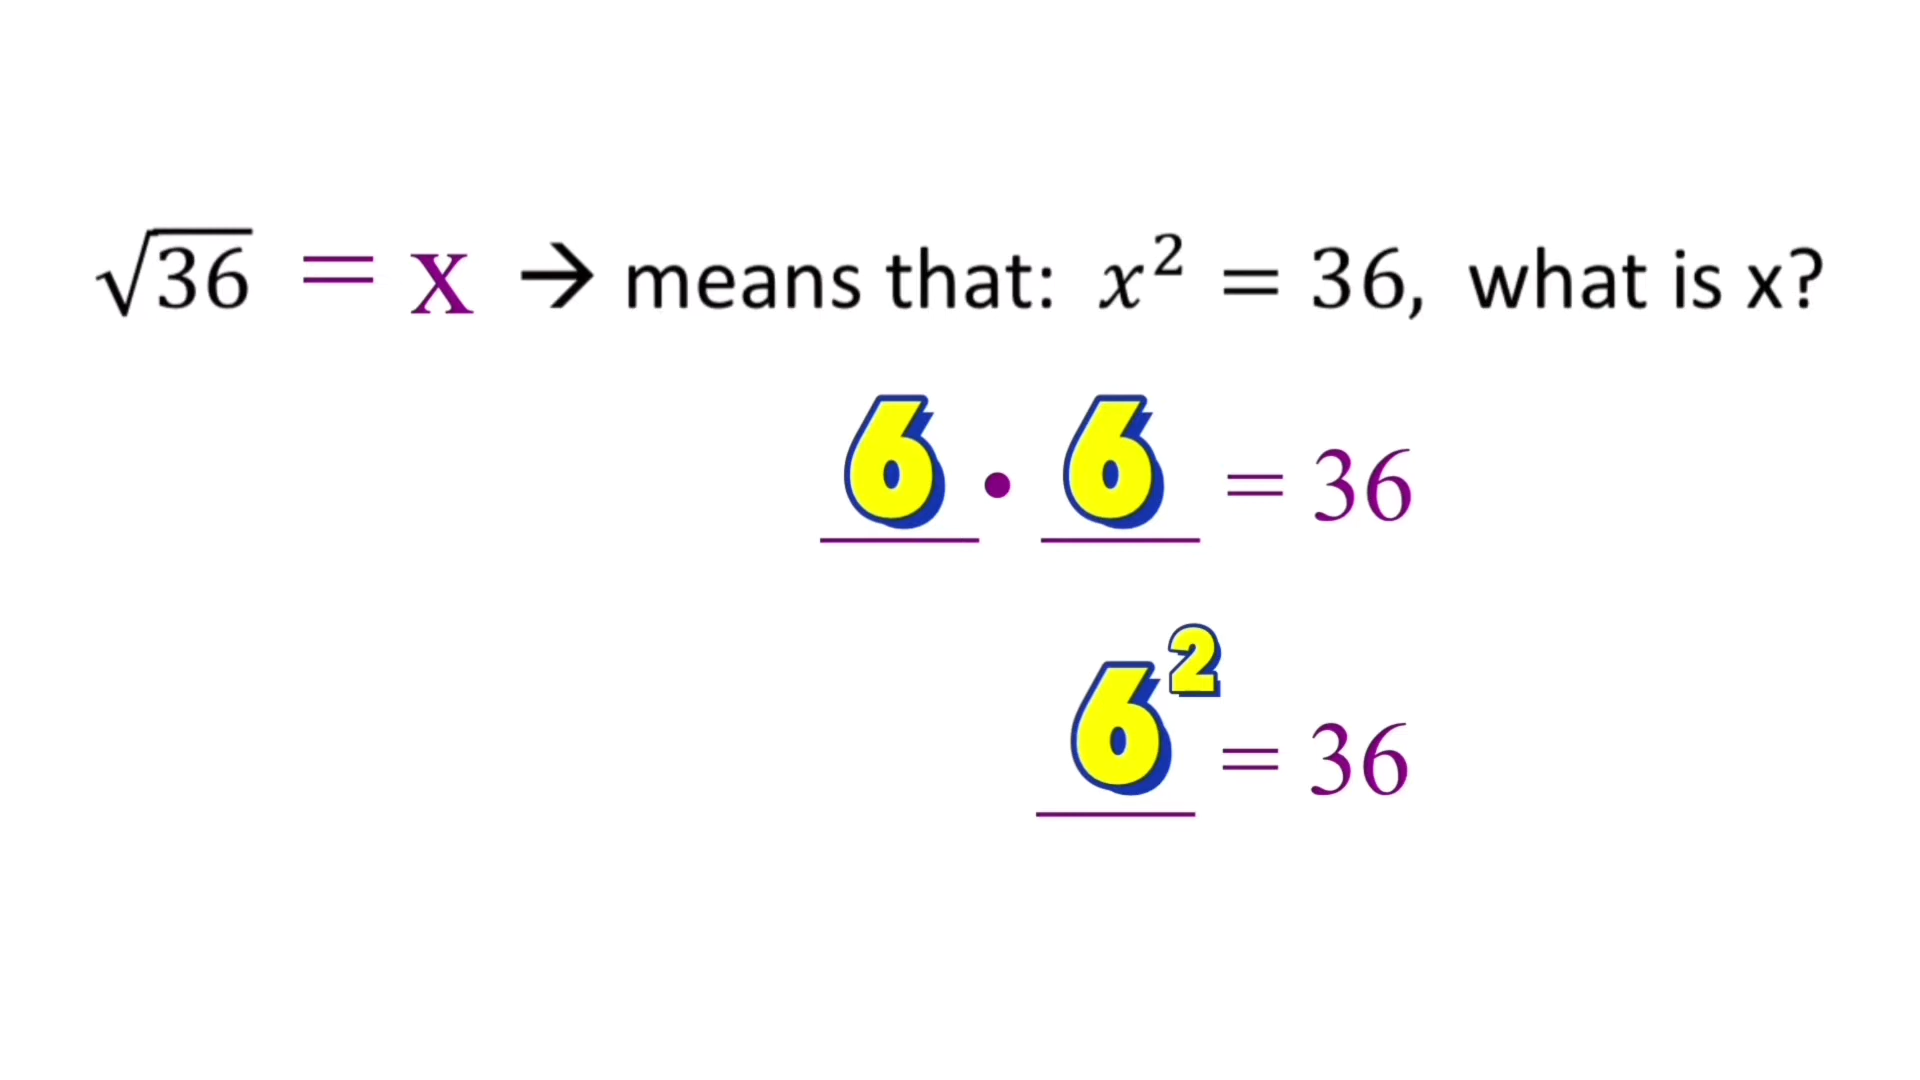 √36 = x → means that: x² = 36, what is x?
6 · 6 = 36
6² = 36